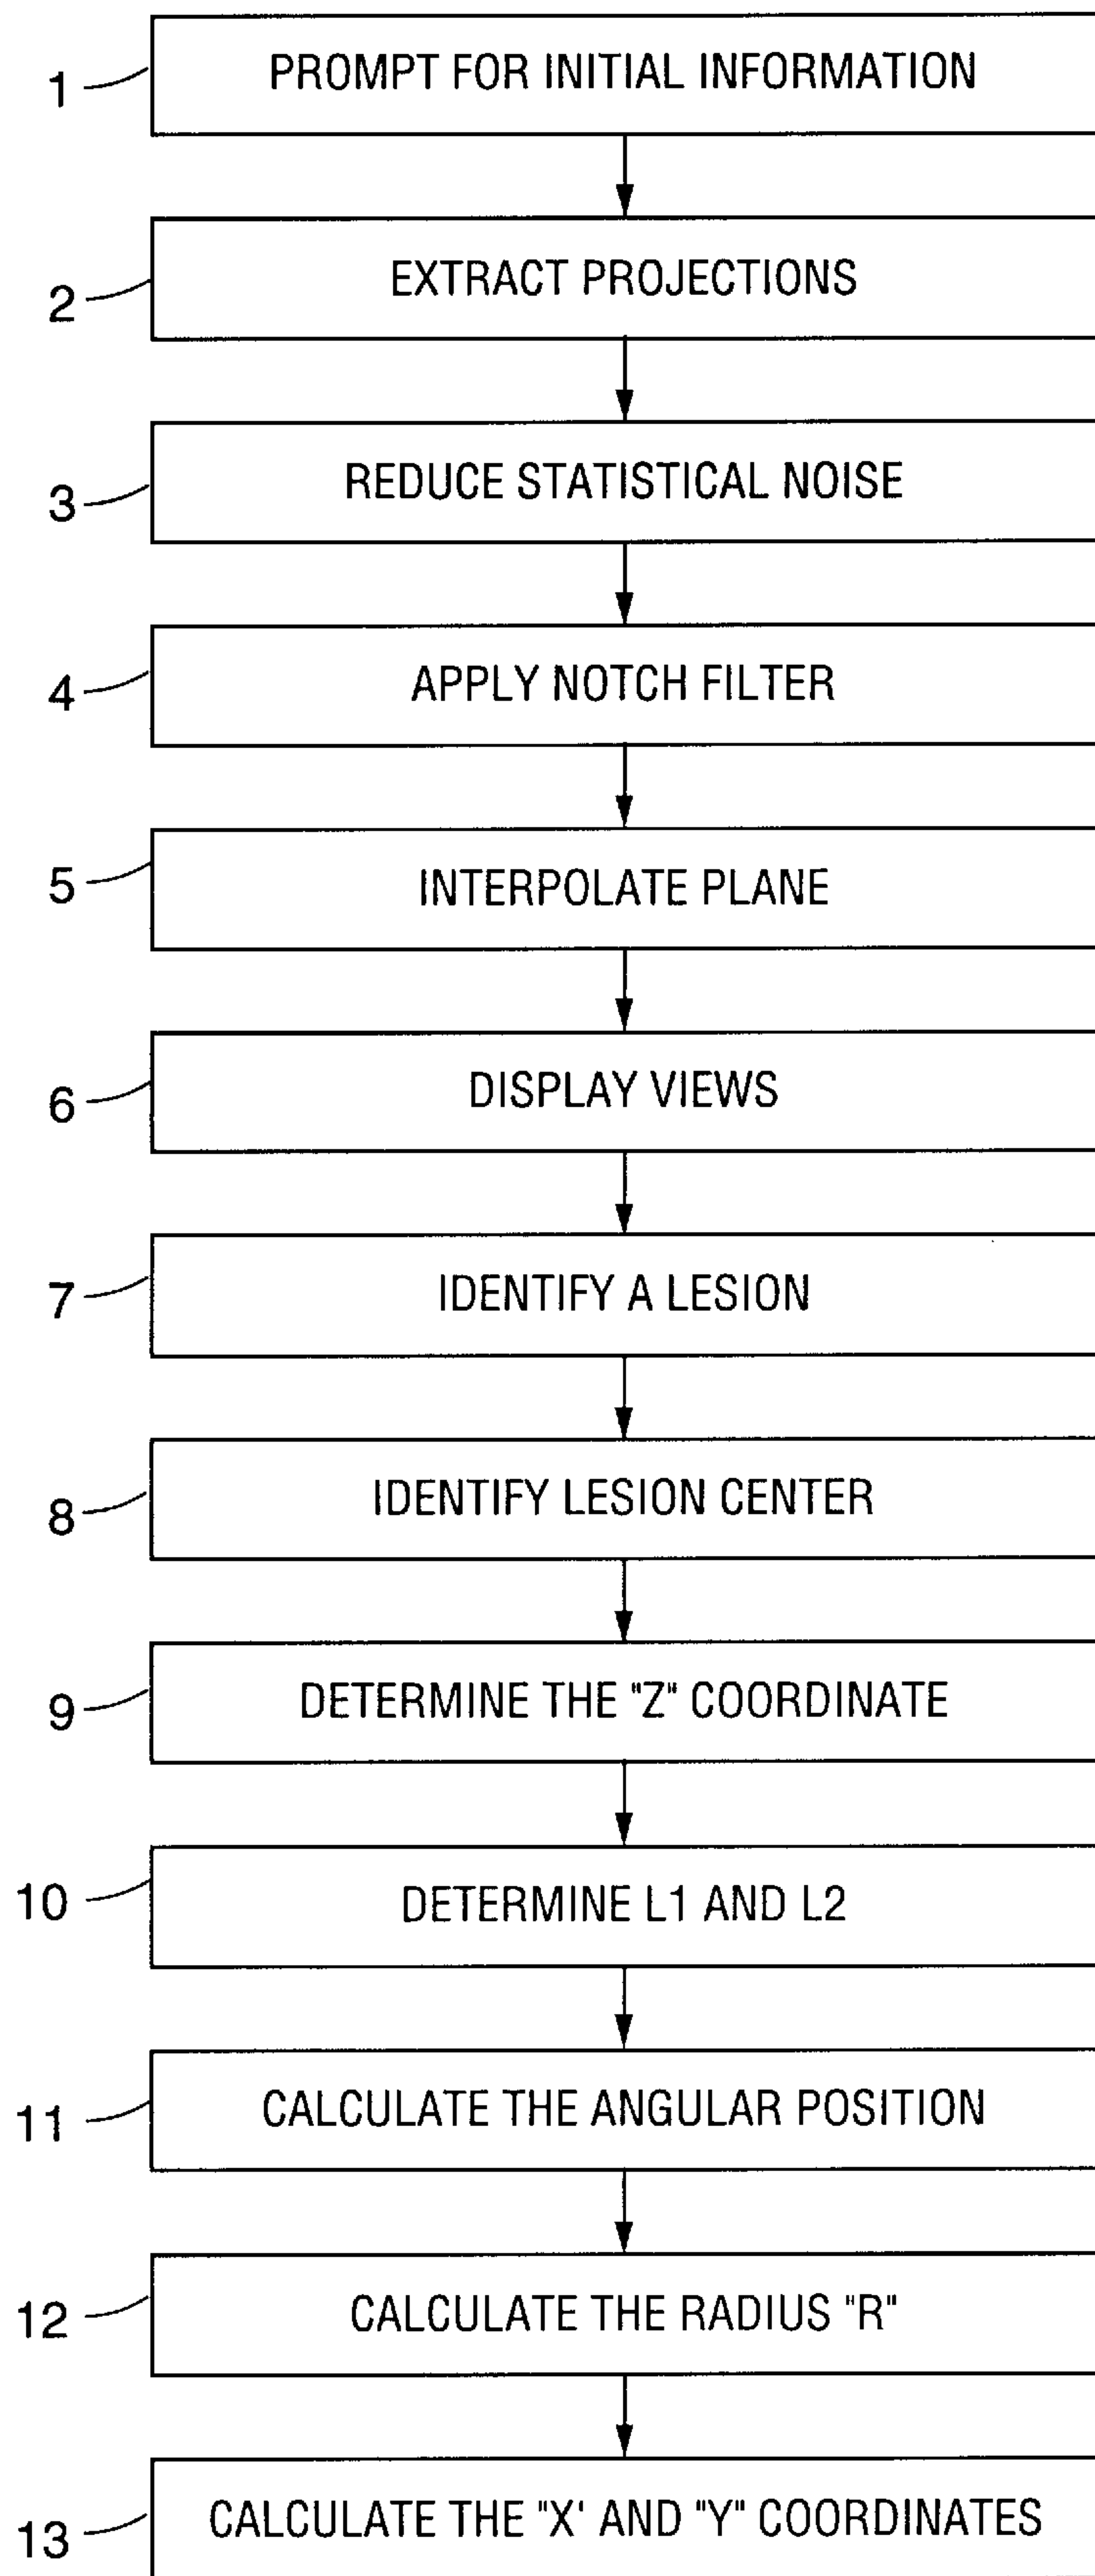 1 PROMPT FOR INITIAL INFORMATION
2 EXTRACT PROJECTIONS
3 REDUCE STATISTICAL NOISE
4 APPLY NOTCH FILTER
5 INTERPOLATE PLANE
6 DISPLAY VIEWS
7 IDENTIFY A LESION
8 IDENTIFY LESION CENTER
9 DETERMINE THE "Z" COORDINATE
10 DETERMINE L1 AND L2
11 CALCULATE THE ANGULAR POSITION
12 CALCULATE THE RADIUS "R"
13 CALCULATE THE "X' AND "Y" COORDINATES